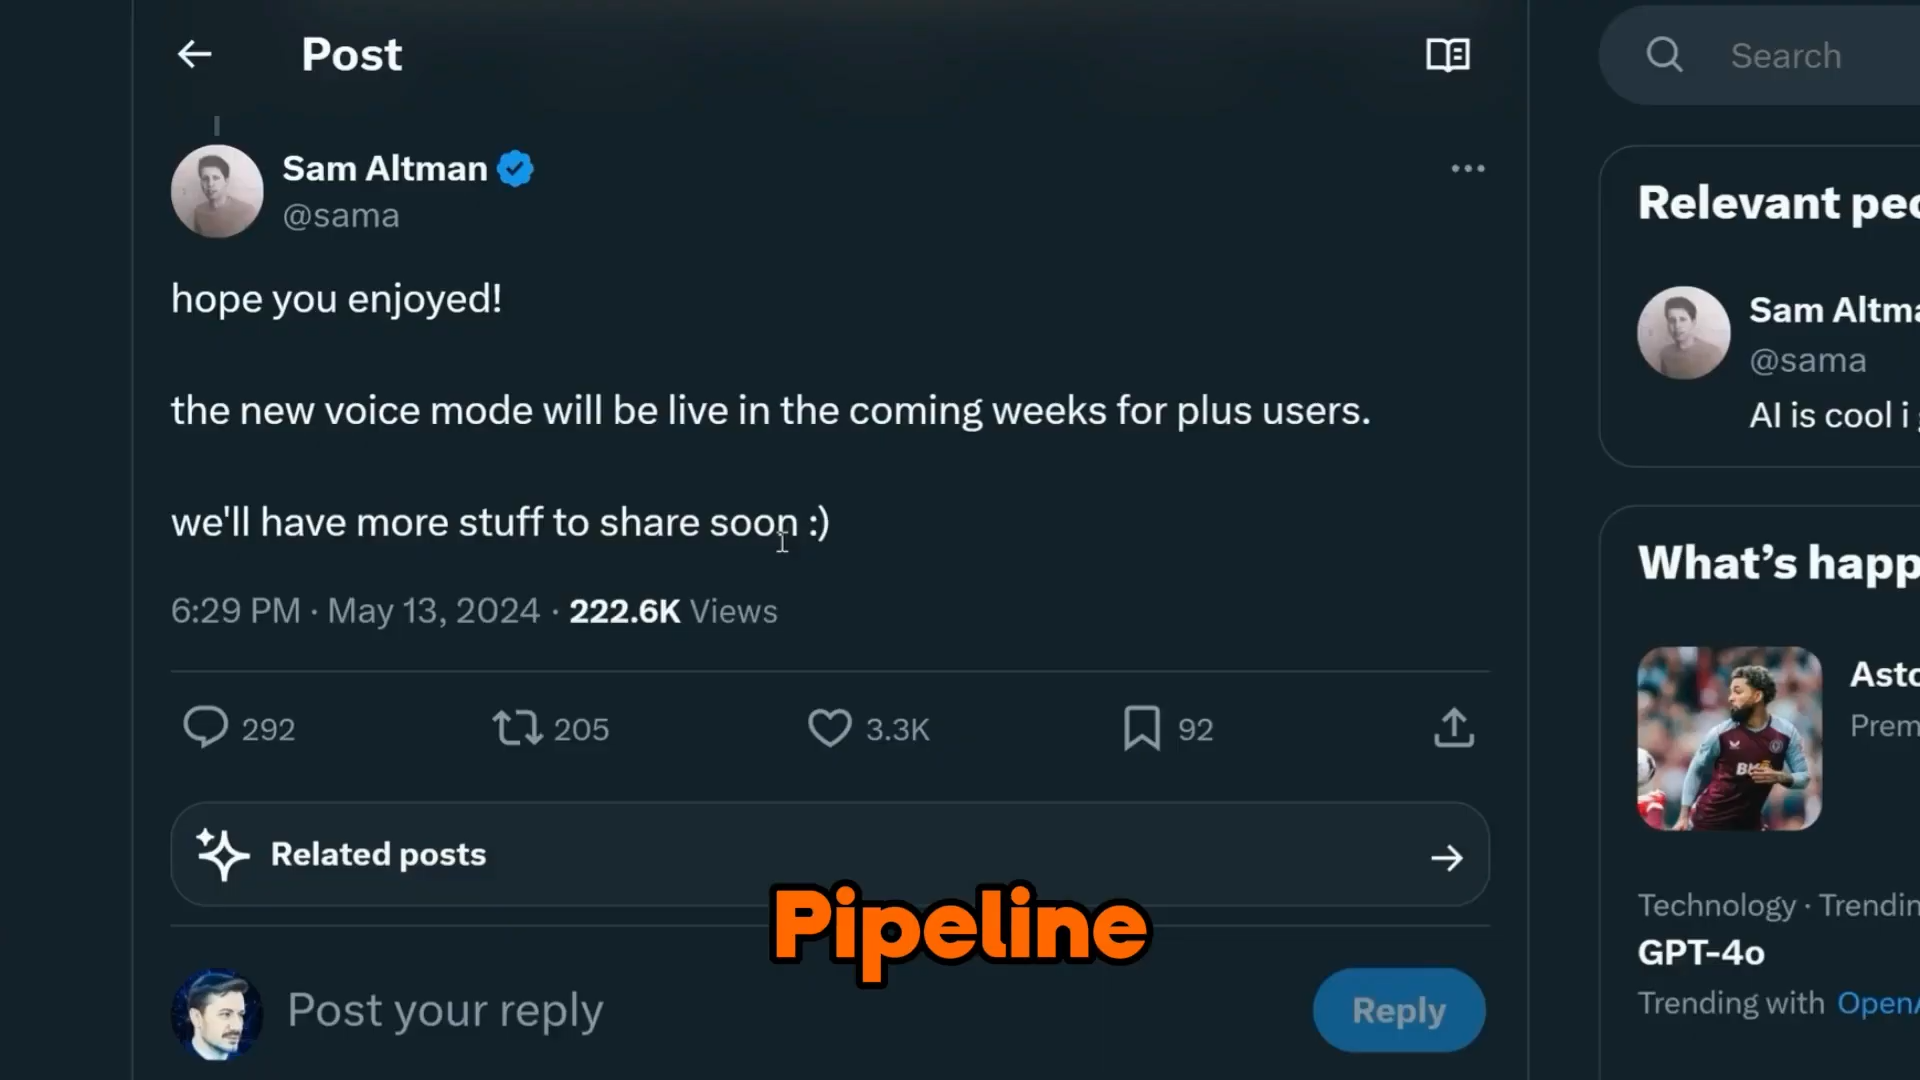 Post
Search
Sam Altman
@sama
hope you enjoyed!
the new voice mode will be live in the coming weeks for plus users.
we'll have more stuff to share soon :)
6:29 PM · May 13, 2024 · 222.6K Views
292
205
3.3K
92
Related posts
Pipeline
Post your reply
Reply
Relevant peo
Sam Altma
@sama
AI is cool i g
What's happ
Asto
Prem
Technology · Trendin
GPT-4o
Trending with OpenA